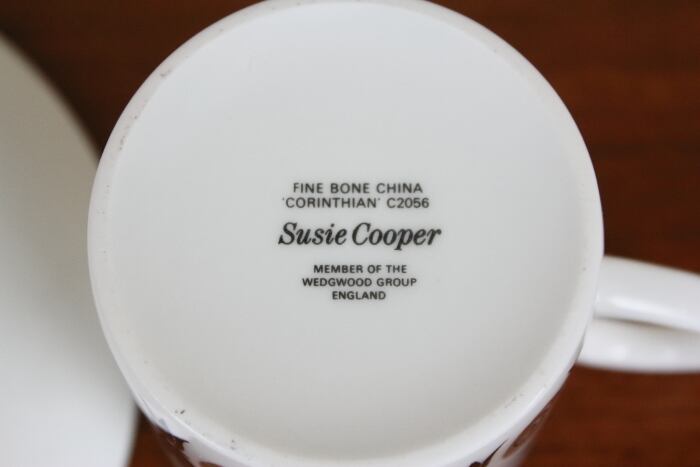 FINE BONE CHINA
'CORINTHIAN' C2056
Susie Cooper
MEMBER OF THE
WEDGWOOD GROUP
ENGLAND